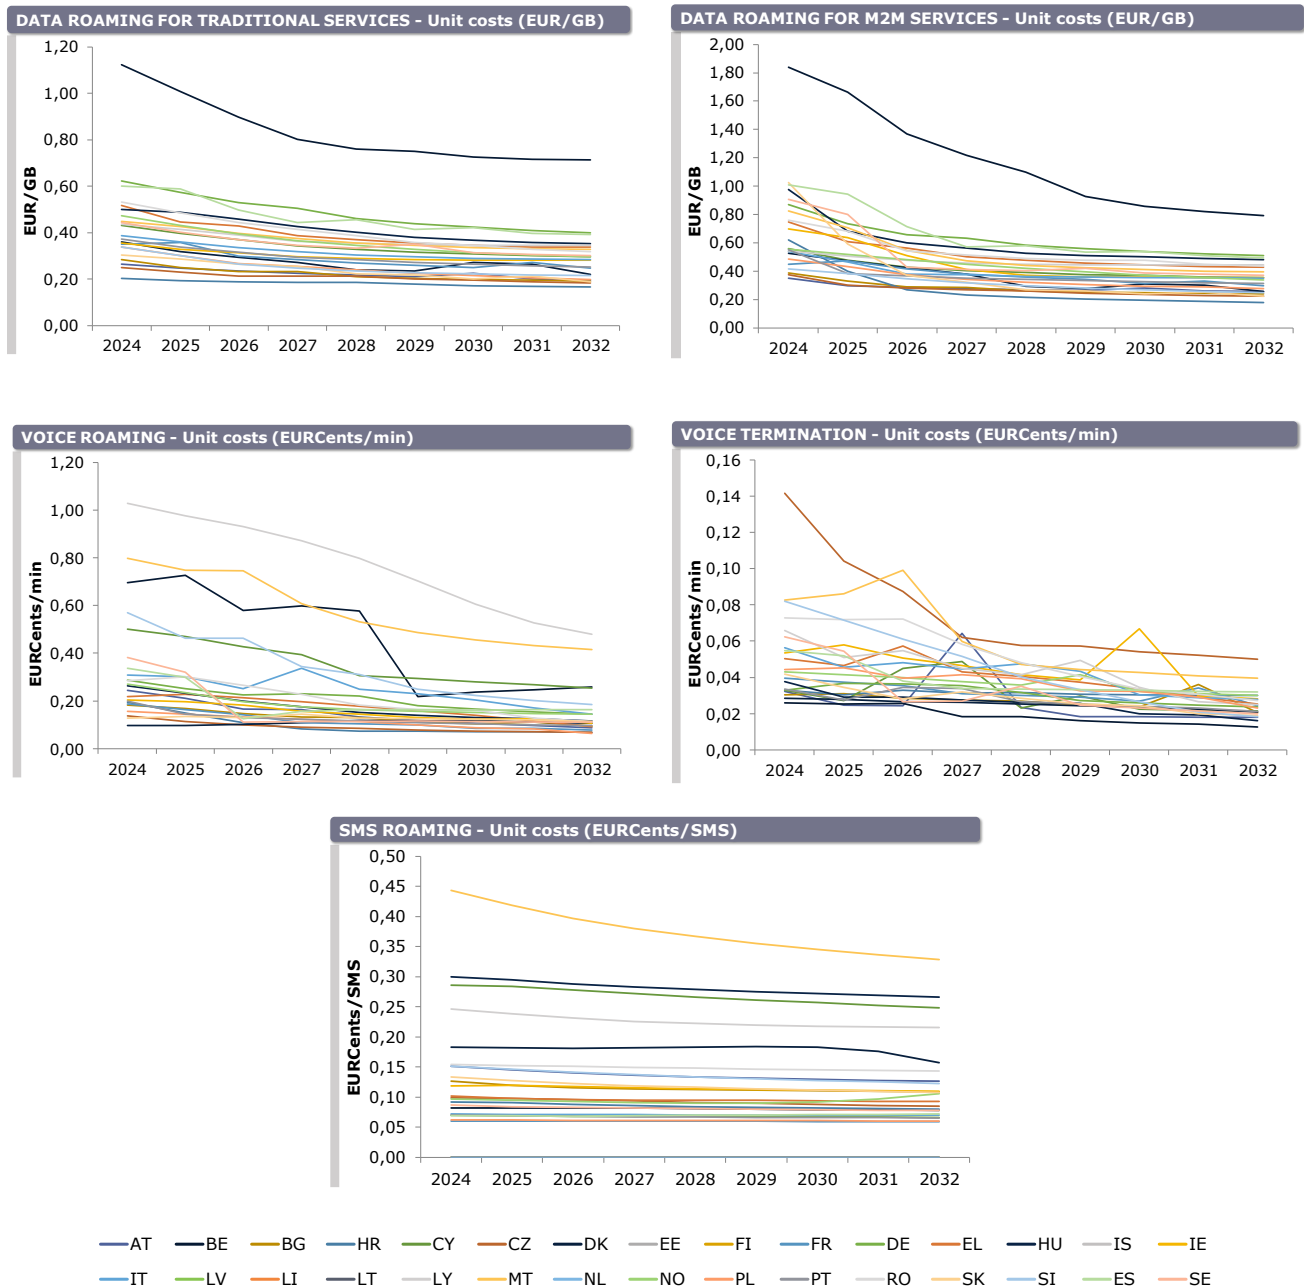 DATA ROAMING FOR TRADITIONAL SERVICES - Unit costs (EUR/GB)
1,20
1,00
0,80
0,60
0,40
0,20
0,00
EUR/GB
2024 2025 2026 2027 2028 2029 2030 2031 2032
DATA ROAMING FOR M2M SERVICES - Unit costs (EUR/GB)
2,00
1,80
1,60
1,40
1,20
1,00
0,80
0,60
0,40
0,20
0,00
EUR/GB
2024 2025 2026 2027 2028 2029 2030 2031 2032
VOICE ROAMING - Unit costs (EURCents/min)
1,20
1,00
0,80
0,60
0,40
0,20
0,00
EURCents/min
2024 2025 2026 2027 2028 2029 2030 2031 2032
VOICE TERMINATION - Unit costs (EURCents/min)
0,16
0,14
0,12
0,10
0,08
0,06
0,04
0,02
0,00
EURCents/min
2024 2025 2026 2027 2028 2029 2030 2031 2032
SMS ROAMING - Unit costs (EURCents/SMS)
0,50
0,45
0,40
0,35
0,30
0,25
0,20
0,15
0,10
0,05
0,00
EURCents/SMS
2024 2025 2026 2027 2028 2029 2030 2031 2032
AT BE BG HR CY CZ DK EE FI FR DE EL HU IS IE
IT LV LI LT LY MT NL NO PL PT RO SK SI ES SE